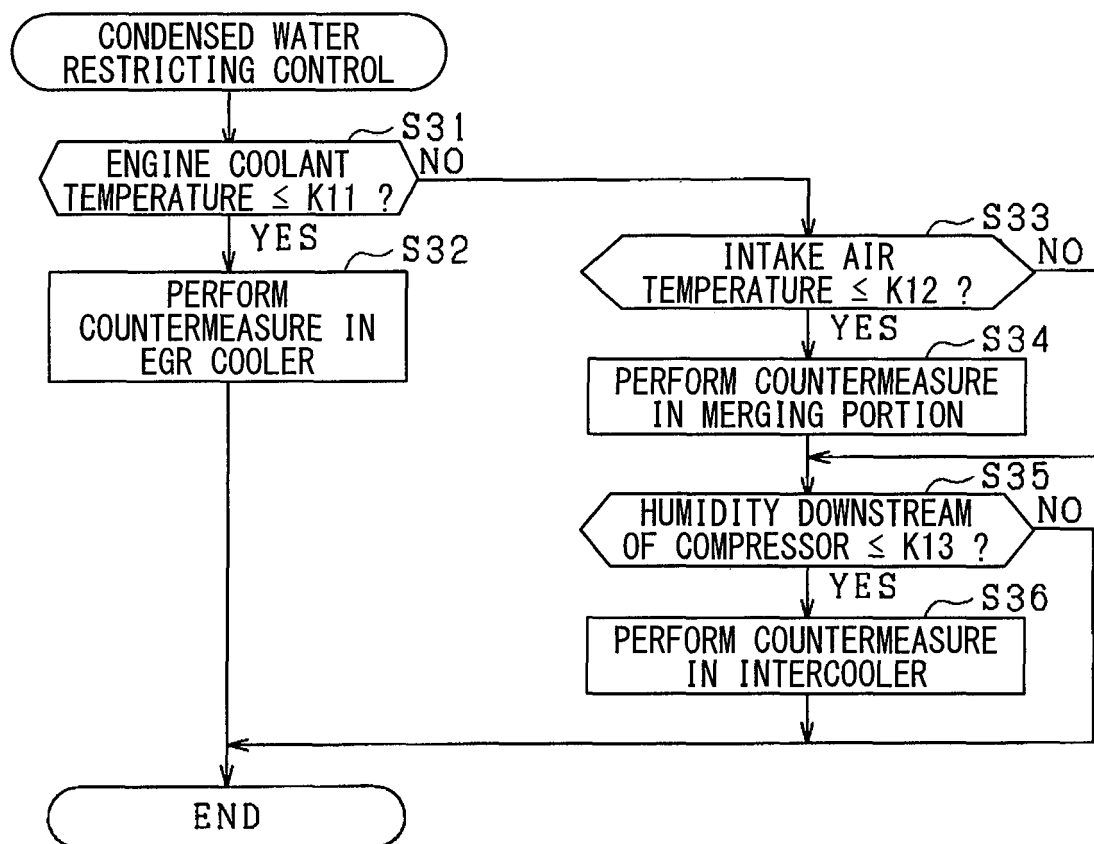 CONDENSED WATER
RESTRICTING CONTROL
S31
ENGINE COOLANT
TEMPERATURE ≤ K11 ?
NO
YES
S32
PERFORM
COUNTERMEASURE IN
EGR COOLER
S33
INTAKE AIR
TEMPERATURE ≤ K12 ?
NO
YES
S34
PERFORM COUNTERMEASURE
IN MERGING PORTION
S35
HUMIDITY DOWNSTREAM
OF COMPRESSOR ≤ K13 ?
NO
YES
S36
PERFORM COUNTERMEASURE
IN INTERCOOLER
END